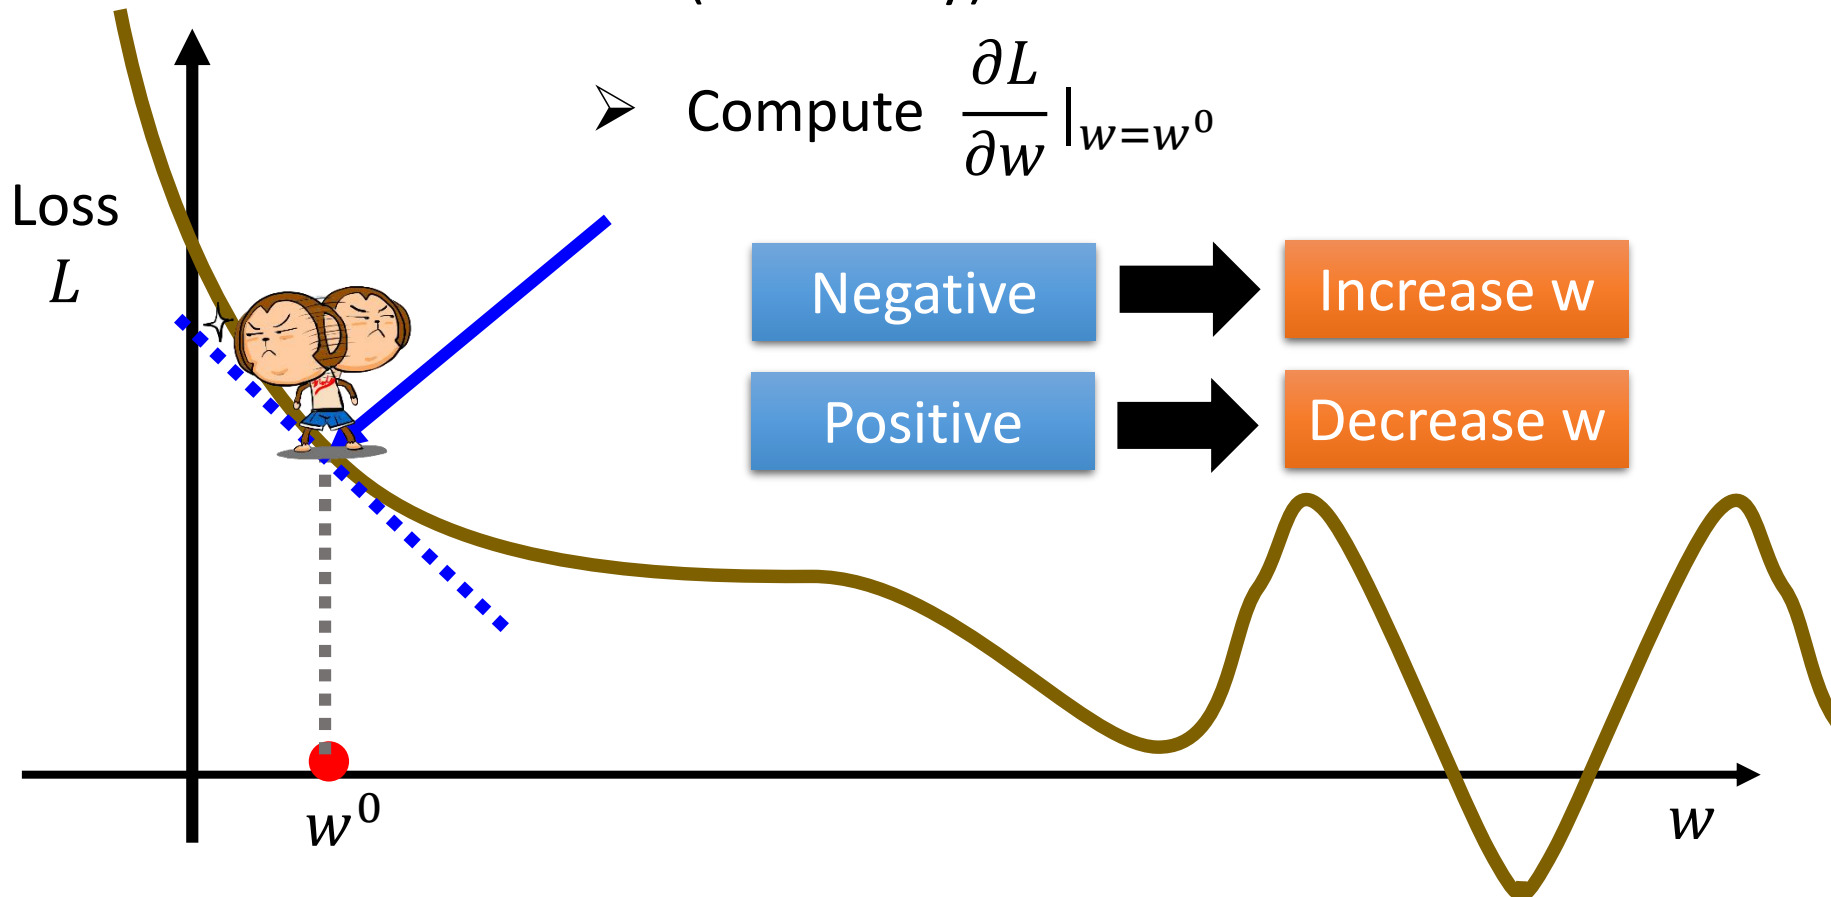 Compute ∂L/∂w |w=w⁰
Loss
L
Negative
Increase w
Positive
Decrease w
w⁰
w